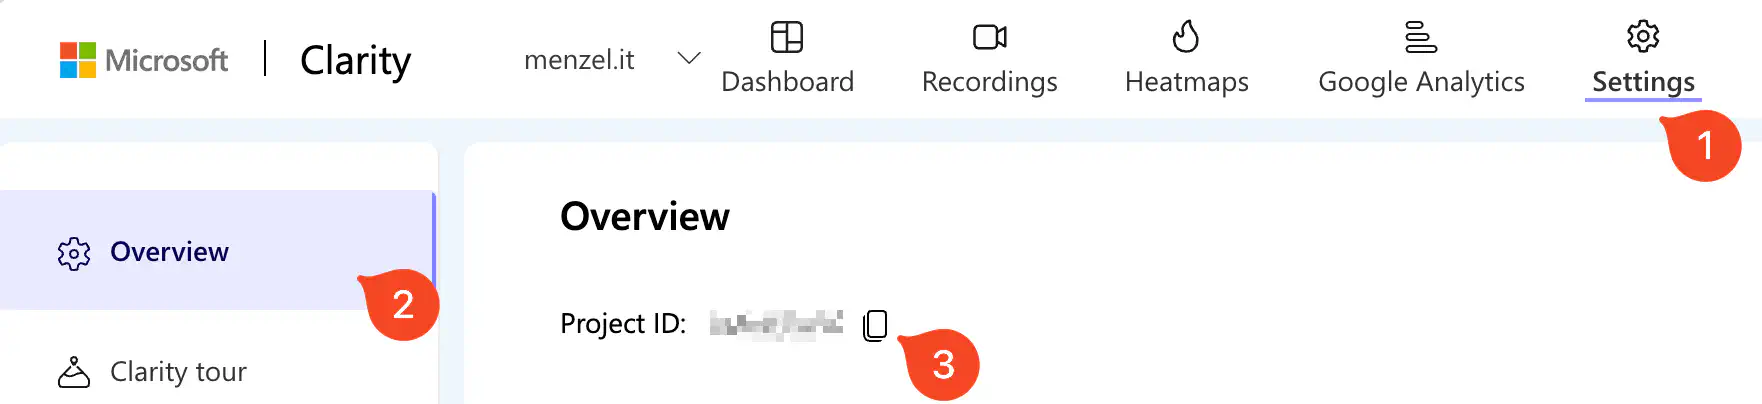 Microsoft | Clarity menzel.it Dashboard Recordings Heatmaps Google Analytics Settings
1
Overview
Overview
2
Project ID:
3
Clarity tour